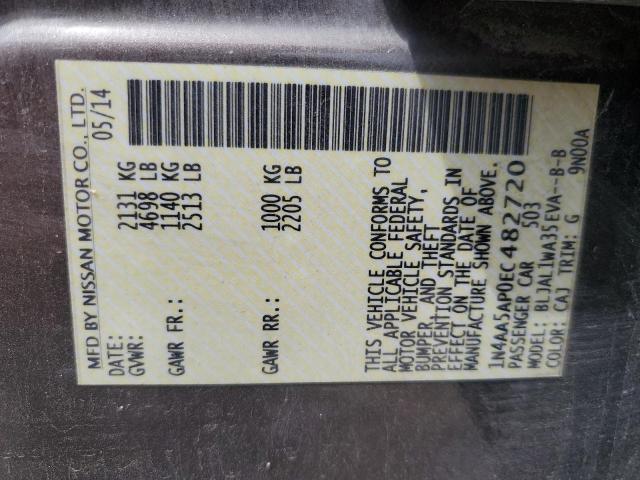 MFD BY NISSAN MOTOR CO., LTD.
DATE: 05/14
GVWR: 2131 KG
4698 LB
GAWR FR.: 1140 KG
2513 LB
GAWR RR.: 1000 KG
2205 LB
THIS VEHICLE CONFORMS TO
ALL APPLICABLE FEDERAL
MOTOR VEHICLE SAFETY,
BUMPER, AND THEFT
PREVENTION STANDARDS IN
EFFECT ON THE DATE OF
MANUFACTURE SHOWN ABOVE.
1N4AA5AP0EC482720
PASSENGER CAR 503
MODEL: BLJALlWA35EVA--B-B
COLOR: CAJ TRIM: G 9N00A